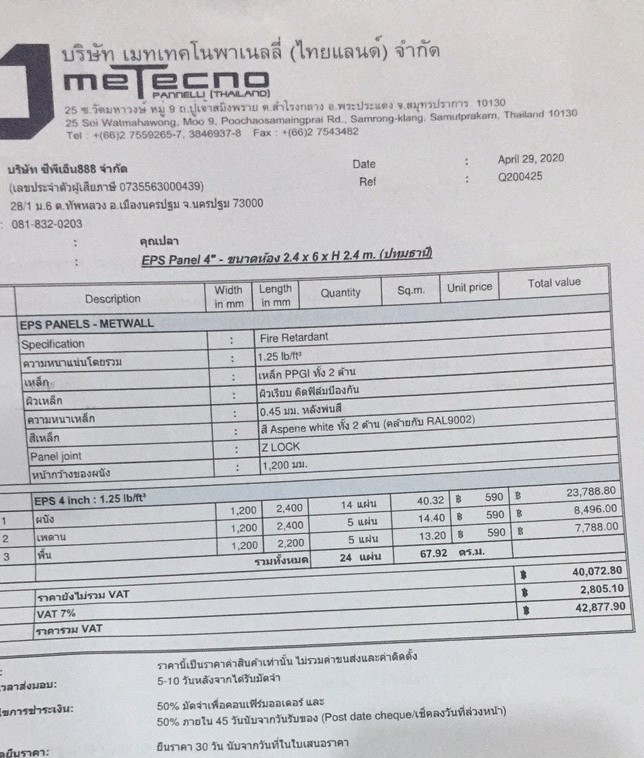 บริษัท เมทเทคโนพาเนลลี่ (ไทยแลนด์) จำกัด
meTecno
PANNELLI (THAILAND)
25 ซ.วัดมหาวงษ์ หมู่ 9 ถ.ปู่เจ้าสมิงพราย ต.สำโรงกลาง อ.พระประแดง จ.สมุทรปราการ 10130
25 Soi Watmahawong, Moo 9, Poochaosamaingprai Rd., Samrong-klang, Samutprakarn, Thailand 10130
Tel : +(66)2 7559265-7, 3846937-8 Fax : +(66)2 7543482
บริษัท ซีพีเอ็น888 จำกัด Date : April 29, 2020
(เลขประจำตัวผู้เสียภาษี 0735563000439) Ref : Q200425
28/1 ม.6 ต.ทัพหลวง อ.เมืองนครปฐม จ.นครปฐม 73000
: 081-832-0203
: คุณเปลา
: EPS Panel 4" - ขนาดห้อง 2.4 x 6 x H 2.4 m. (ปทุมธานี)
Description Width in mm Length in mm Quantity Sq.m. Unit price Total value
EPS PANELS - METWALL
Specification : Fire Retardant
ความหนาแน่นโดยรวม : 1.25 lb/ft³
เหล็ก : เหล็ก PPGI ทั้ง 2 ด้าน
ผิวเหล็ก : ผิวเรียบ ติดฟิล์มป้องกัน
ความหนาเหล็ก : 0.45 มม. หลังพ่นสี
สีเหล็ก : สี Aspene white ทั้ง 2 ด้าน (คล้ายกับ RAL9002)
Panel joint : Z LOCK
หน้ากว้างของผนัง : 1,200 มม.
EPS 4 inch : 1.25 lb/ft³
1 ผนัง 1,200 2,400 14 แผ่น 40.32 ฿ 590 ฿ 23,788.80
2 เพดาน 1,200 2,400 5 แผ่น 14.40 ฿ 590 ฿ 8,496.00
3 พื้น 1,200 2,200 5 แผ่น 13.20 ฿ 590 ฿ 7,788.00
รวมทั้งหมด 24 แผ่น 67.92 ตร.ม.
ราคายังไม่รวม VAT ฿ 40,072.80
VAT 7% ฿ 2,805.10
ราคารวม VAT ฿ 42,877.90
: ราคานี้เป็นราคาค่าสินค้าเท่านั้น ไม่รวมค่าขนส่งและค่าติดตั้ง
เวลาส่งมอบ: 5-10 วันหลังจากได้รับมัดจำ
ไขการชำระเงิน: 50% มัดจำเพื่อคอนเฟิร์มออเดอร์ และ
50% ภายใน 45 วันนับจากวันรับของ (Post date cheque/เช็คลงวันที่ล่วงหน้า)
ยืนราคา: ยืนราคา 30 วัน นับจากวันที่ในใบเสนอราคา